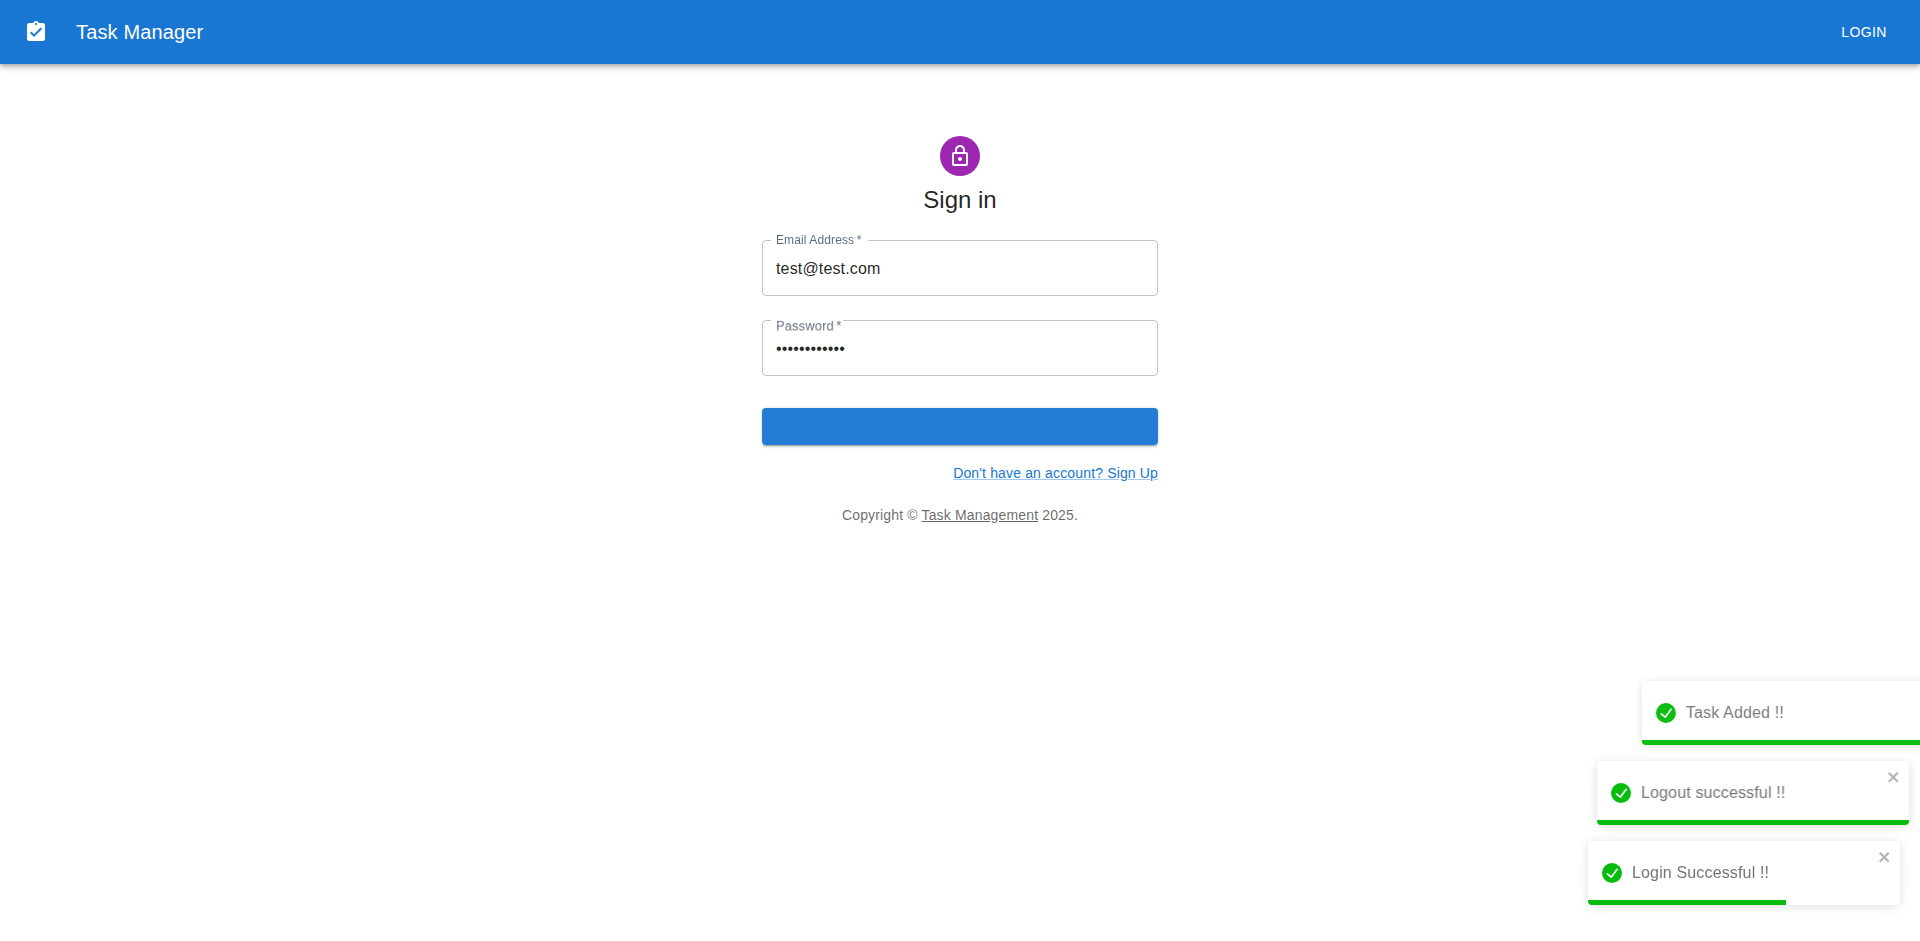 Task Manager
LOGIN
Sign in
Email Address *
test@test.com
Password *
••••••••••••
Don't have an account? Sign Up
Copyright © Task Management 2025.
Task Added !!
Logout successful !!
Login Successful !!